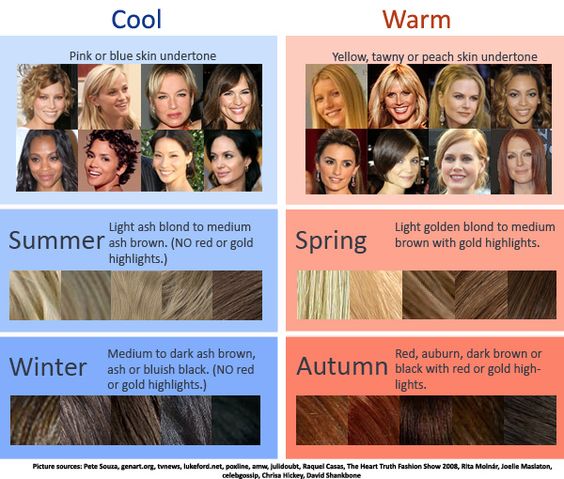 Cool
Warm
Pink or blue skin undertone
Yellow, tawny or peach skin undertone
Summer
Light ash blond to medium
ash brown. (NO red or gold
highlights.)
Spring
Light golden blond to medium
brown with gold highlights.
Winter
Medium to dark ash brown,
ash or bluish black. (NO red
or gold highlights.)
Autumn
Red, auburn, dark brown or
black with red or gold high-
lights.
Picture sources: Pete Souza, genart.org, tvnews, lukeford.net, poxline, amw, julidoubt, Raquel Casas, The Heart Truth Fashion Show 2008, Rita Molnár, Joelle Maslaton,
celebgossip, Chrisa Hickey, David Shankbone